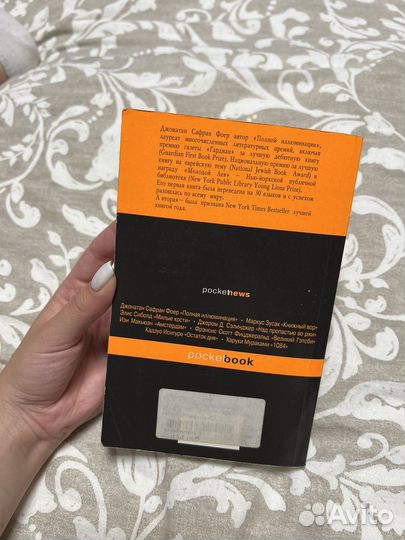 Джонатан Сафран Фоер автор «Полной иллюминации»,
лауреат многочисленных литературных премий, включая
премию газеты «Гардиан» за лучшую дебютную книгу
(Guardian First Book Prize), Национальную премию за лучшую
книгу на еврейскую тему (National Jewish Book Award) и
награду «Молодой Лев» – Нью-йоркской публичной
библиотеки (New York Public Library Young Lions Prize).
Его первая книга была переведена на 30 языков и с успехом
разошлась по всему миру.
А вторая – была признана New York Times Bestseller лучшей
книгой года.
pocketnews
Джонатан Сафран Фоер «Полная иллюминация» • Маркус Зусак «Книжный вор»
Элис Сиболд «Милые кости» • Джером Д. Сэлинджер «Над пропастью во ржи»
Иэн Макьюэн «Амстердам» • Фрэнсис Скотт Фицджеральд «Великий Гэтсби»
Кадзуо Исигуро «Остаток дня» • Харуки Мураками «1Q84»
pocketbook
Avito